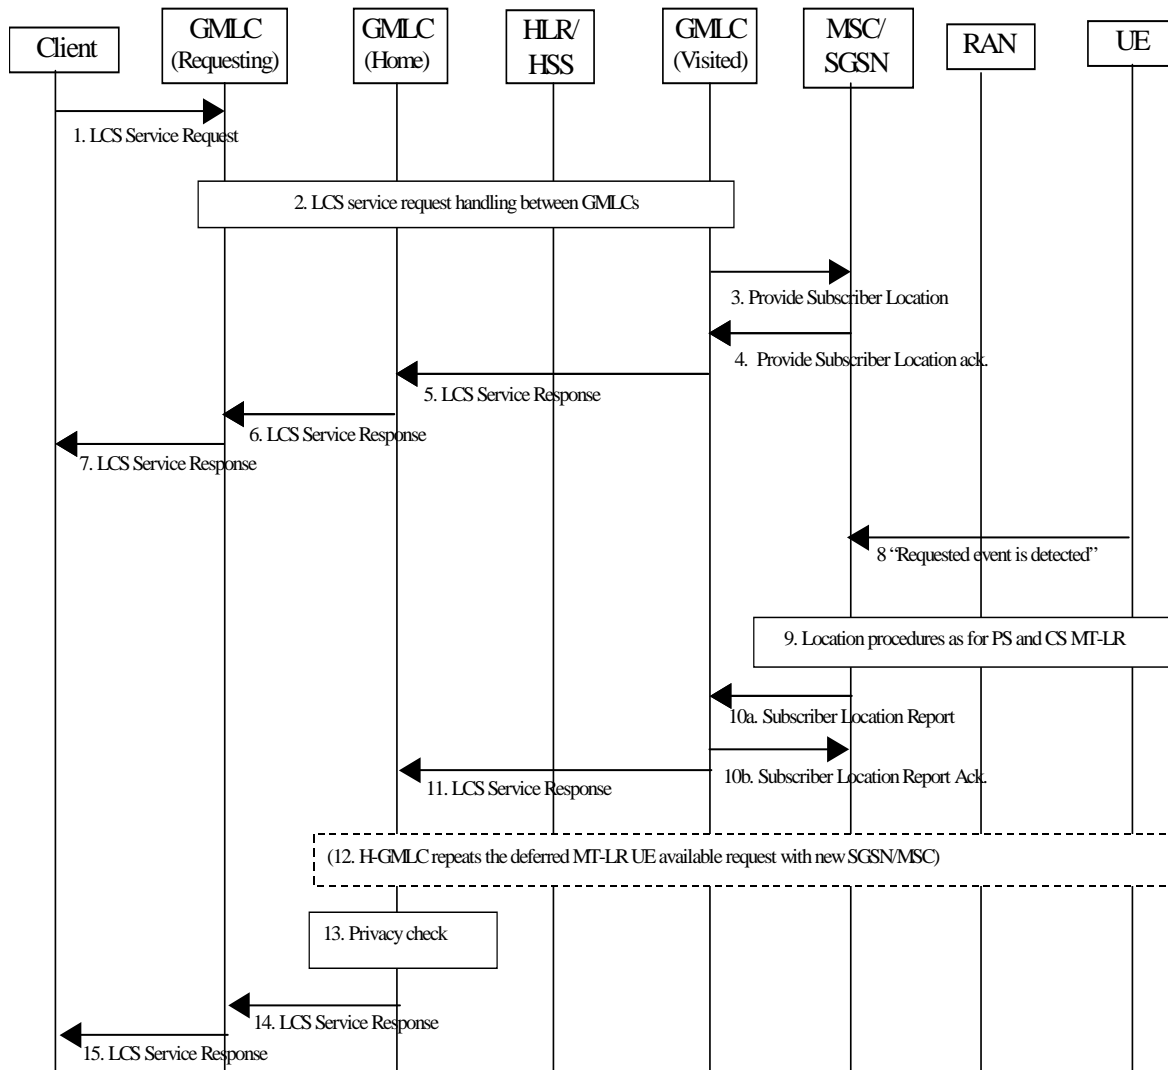 Client
GMLC
(Requesting)
GMLC
(Home)
HLR/
HSS
GMLC
(Visited)
MSC/
SGSN
RAN
UE
1. LCS Service Request
2. LCS service request handling between GMLCs
3. Provide Subscriber Location
4. Provide Subscriber Location ack.
5. LCS Service Response
6. LCS Service Response
7. LCS Service Response
8 “Requested event is detected”
9. Location procedures as for PS and CS MT-LR
10a. Subscriber Location Report
10b. Subscriber Location Report Ack.
11. LCS Service Response
(12. H-GMLC repeats the deferred MT-LR UE available request with new SGSN/MSC)
13. Privacy check
14. LCS Service Response
15. LCS Service Response